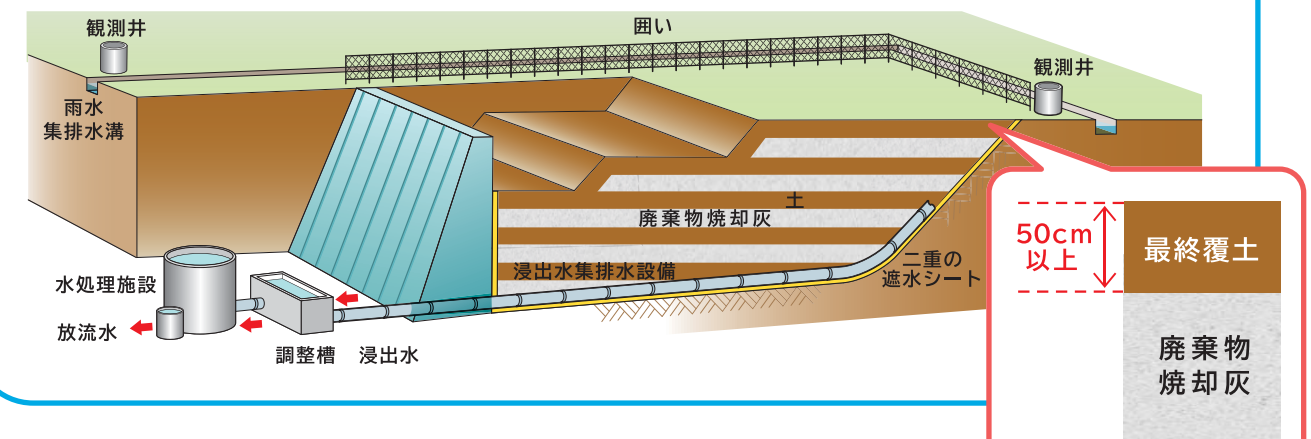 観測井
囲い
観測井
雨水
集排水溝
土
廃棄物焼却灰
浸出水集排水設備
二重の
遮水シート
水処理施設
放流水
調整槽
浸出水
50cm
以上
最終覆土
廃棄物
焼却灰